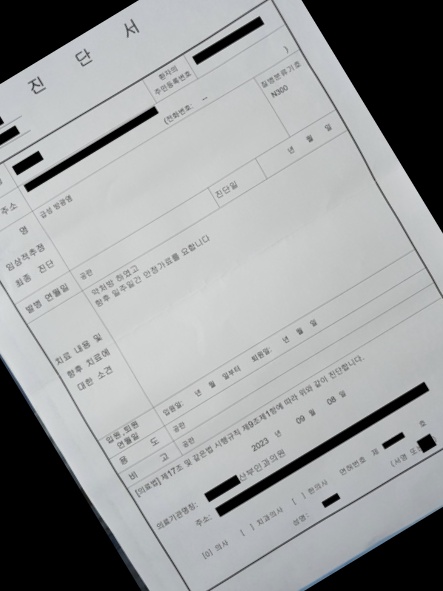 진 단 서
환자의
주민등록번호
주소
(전화번호: - )
명
급성 방광염
질병분류기호
N300
임상적추정
최종 진단
진단일
년 월 일
발병 연월일
공란
치료 내용 및
향후 치료에
대한 소견
약처방 하였고
향후 일주일간 안정가료를 요합니다
입원.퇴원
연월일
입원일: 년 월 일부터 퇴원일: 년 월 일
용 도
공란
비 고
공란
[의료법] 제17조 및 같은법 시행규칙 제9조제1항에 따라 위와 같이 진단합니다.
2023 년 09 월 08 일
의료기관명칭: 산부인과의원
주소:
[0] 의사 [ ] 치과의사 [ ] 한의사 면허번호 제 호
성명: (서명 또